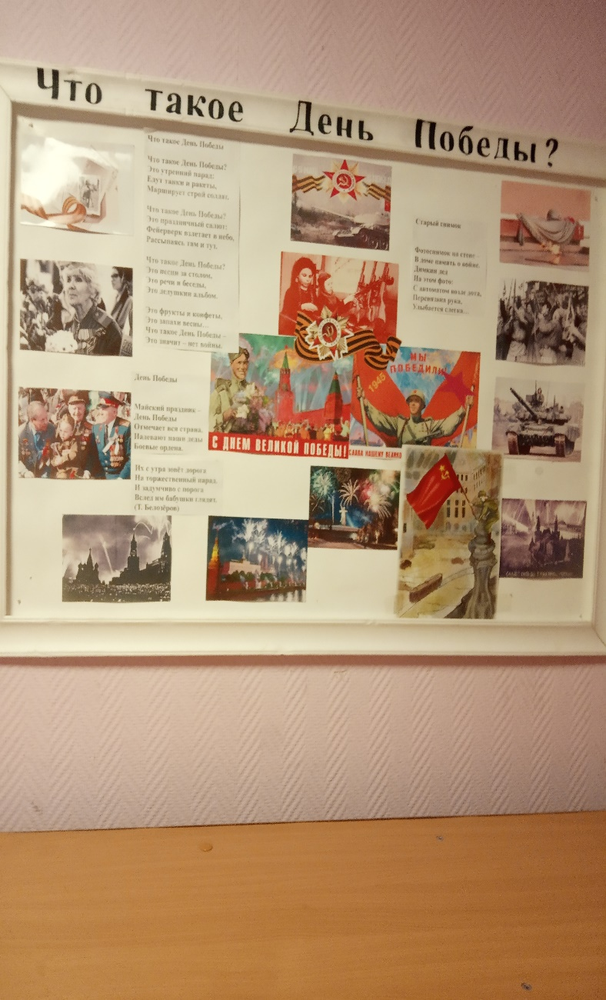 Что такое День Победы?
Что такое День Победы
Что такое День Победы?
Это утренний парад:
Едут танки и ракеты,
Марширует строй солдат.
Что такое День Победы?
Это праздничный салют:
Фейерверк взлетает в небо,
Рассыпаясь там и тут.
Что такое День Победы?
Это песни за столом,
Это речи и беседы,
Это дедушкин альбом.
Это фрукты и конфеты,
Это запахи весны...
Что такое День Победы –
Это значит – нет войны.
День Победы
Майский праздник –
День Победы
Отмечает вся страна.
Надевают наши деды
Боевые ордена.
Их с утра зовёт дорога
На торжественный парад.
И задумчиво с порога
Вслед им бабушки глядят.
(Т. Белозёров)
Старый снимок
Фотоснимок на стене –
В доме память о войне.
Димкин дед
На этом фото:
С автоматом возле дота,
Перевязана рука,
Улыбается слегка...
МЫ
ПОБЕДИЛИ!
1945
С ДНЕМ ВЕЛИКОЙ ПОБЕДЫ!
СЛАВА НАШЕМУ ВЕЛИКО